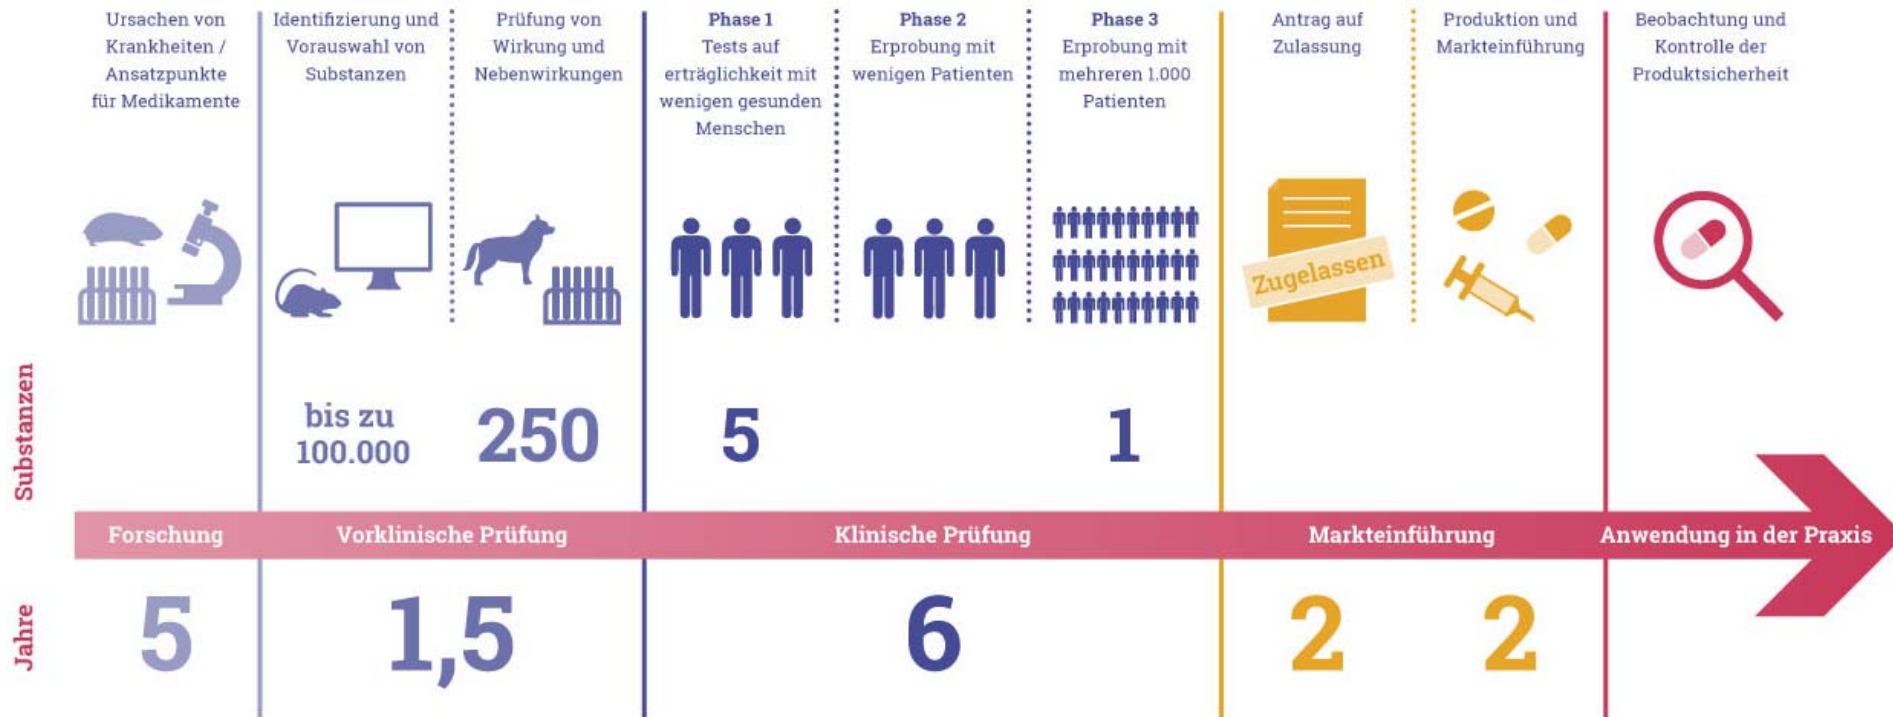 Ursachen von
Krankheiten /
Ansatzpunkte
für Medikamente
Identifizierung und
Vorauswahl von
Substanzen
Prüfung von
Wirkung und
Nebenwirkungen
Phase 1
Tests auf
erträglichkeit mit
wenigen gesunden
Menschen
Phase 2
Erprobung mit
wenigen Patienten
Phase 3
Erprobung mit
mehreren 1.000
Patienten
Antrag auf
Zulassung
Produktion und
Markteinführung
Beobachtung und
Kontrolle der
Produktsicherheit
Zugelassen
Substanzen
bis zu
100.000
250
5
1
Forschung
Vorklinische Prüfung
Klinische Prüfung
Markteinführung
Anwendung in der Praxis
Jahre
5
1,5
6
2
2